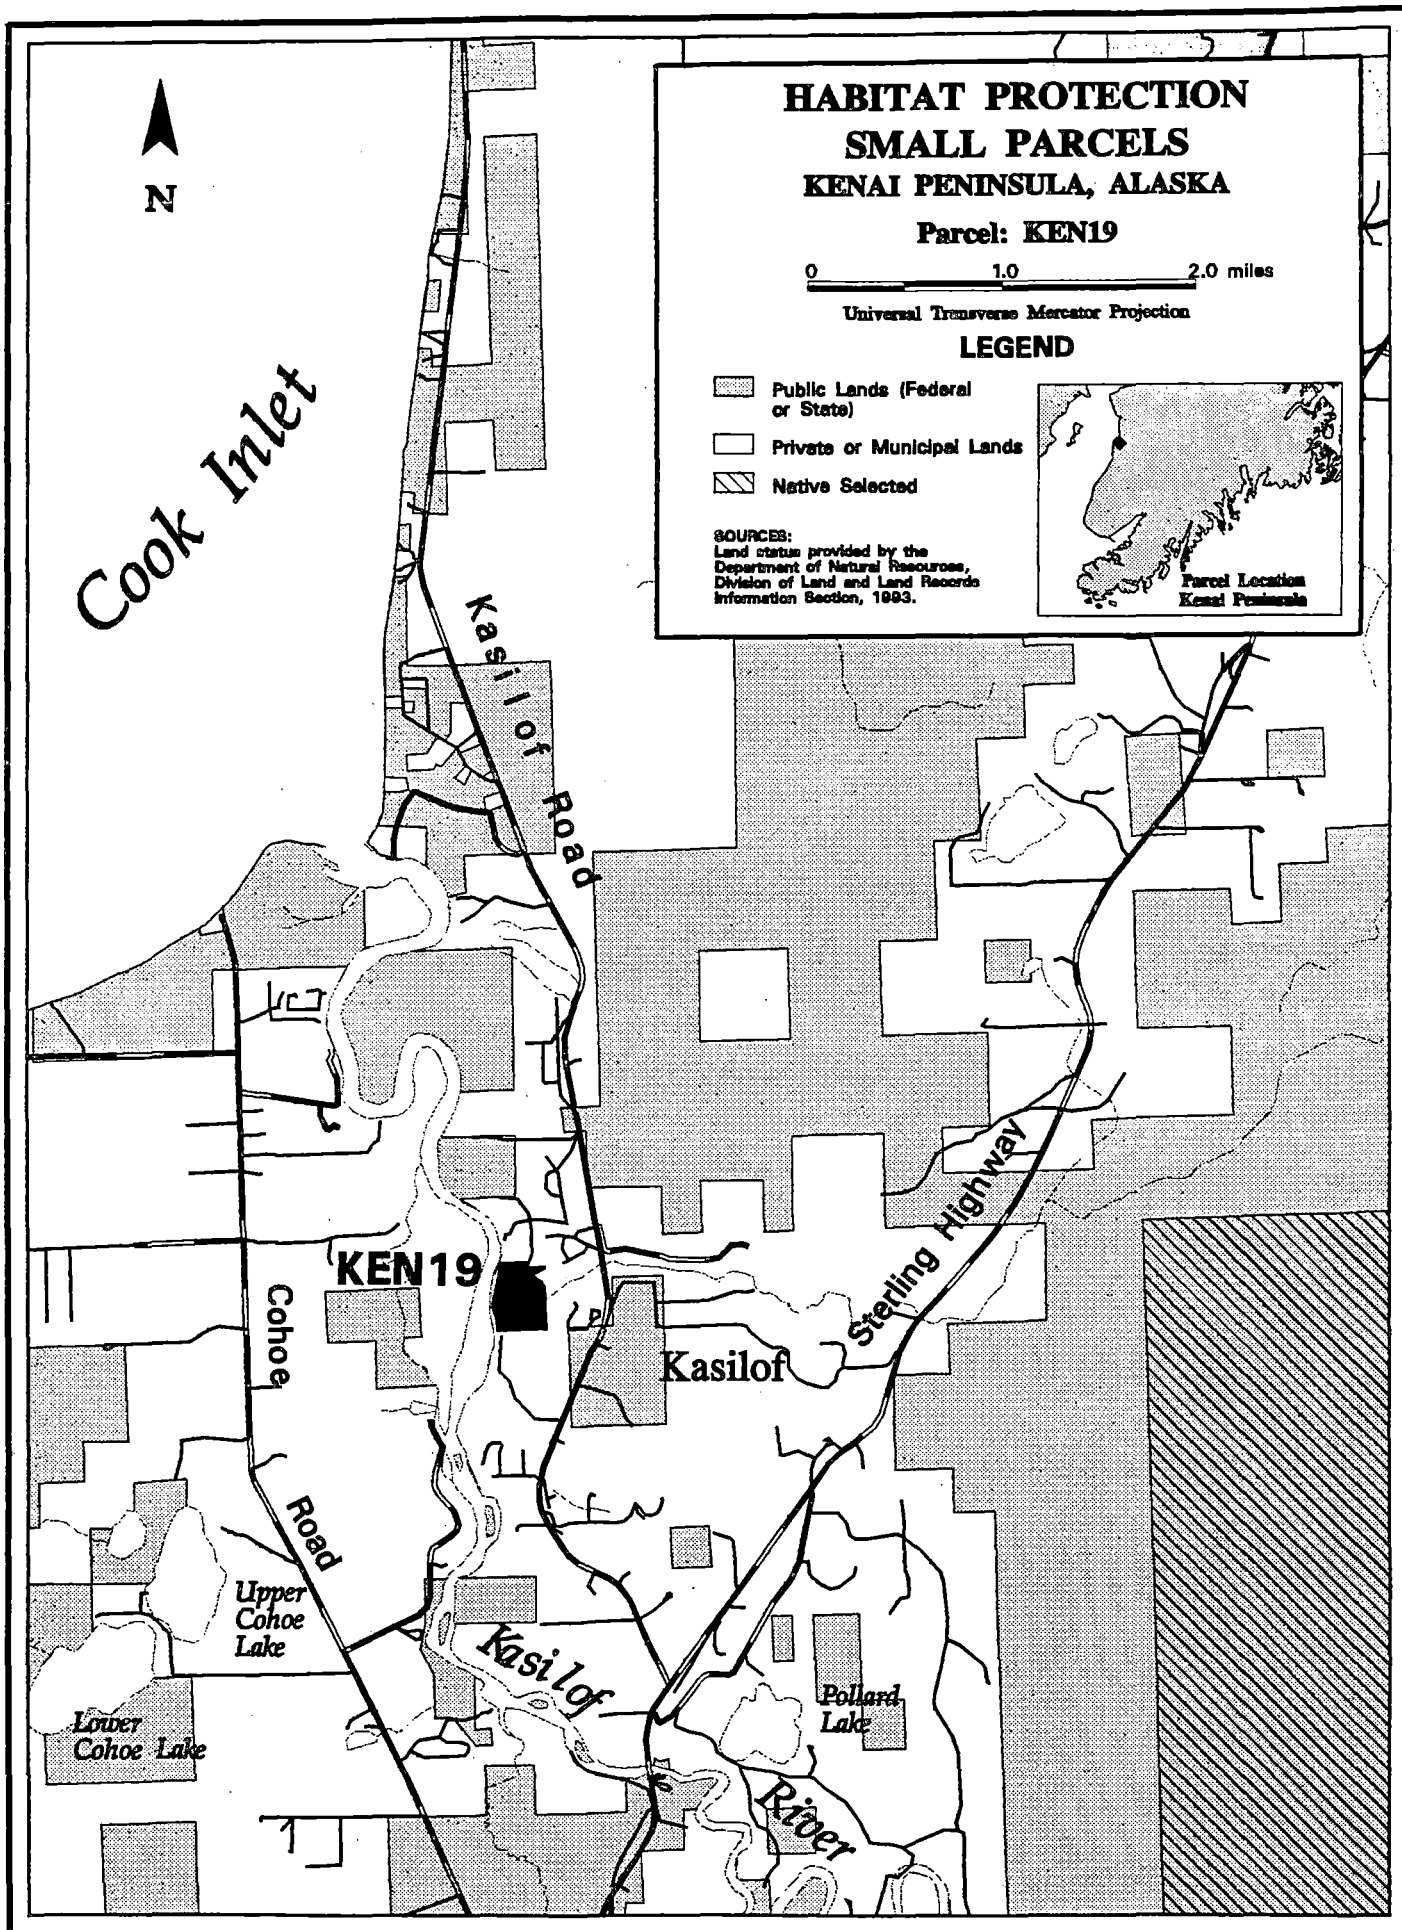 HABITAT PROTECTION
SMALL PARCELS
KENAI PENINSULA, ALASKA
Parcel: KEN19
0 1.0 2.0 miles
Universal Transverse Mercator Projection
LEGEND
Public Lands (Federal
or State)
Private or Municipal Lands
Native Selected
SOURCES:
Land status provided by the
Department of Natural Resources,
Division of Land and Land Records
Information Section, 1993.
Parcel Location
Kenai Peninsula
N
Cook Inlet
Kasilof Road
Sterling Highway
KEN19
Cohoe Road
Kasilof
Upper
Cohoe
Lake
Lower
Cohoe Lake
Kasilof River
Pollard
Lake